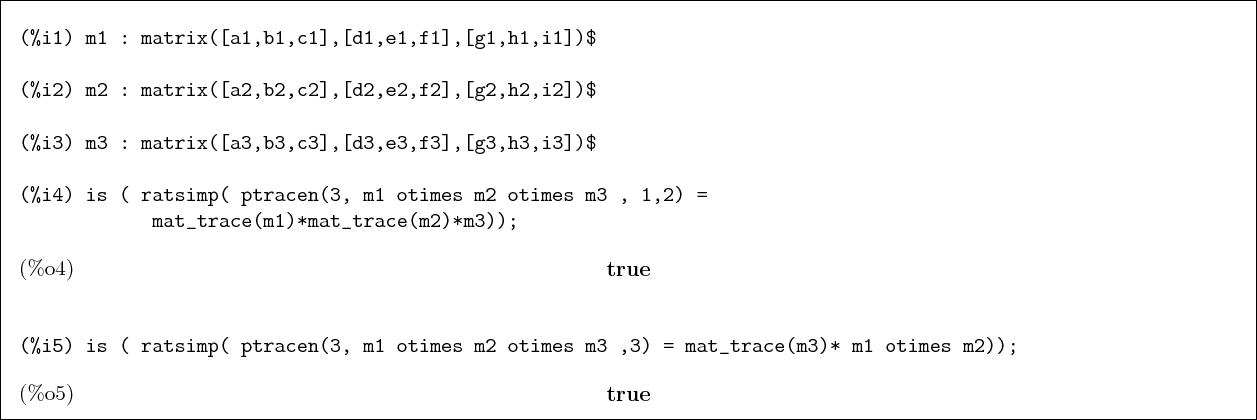 (%i1) m1 : matrix([a1,b1,c1],[d1,e1,f1],[g1,h1,i1])$
(%i2) m2 : matrix([a2,b2,c2],[d2,e2,f2],[g2,h2,i2])$
(%i3) m3 : matrix([a3,b3,c3],[d3,e3,f3],[g3,h3,i3])$
(%i4) is ( ratsimp( ptracen(3, m1 otimes m2 otimes m3 , 1,2) =
mat_trace(m1)*mat_trace(m2)*m3));
(%o4) true
(%i5) is ( ratsimp( ptracen(3, m1 otimes m2 otimes m3 ,3) = mat_trace(m3)* m1 otimes m2));
(%o5) true